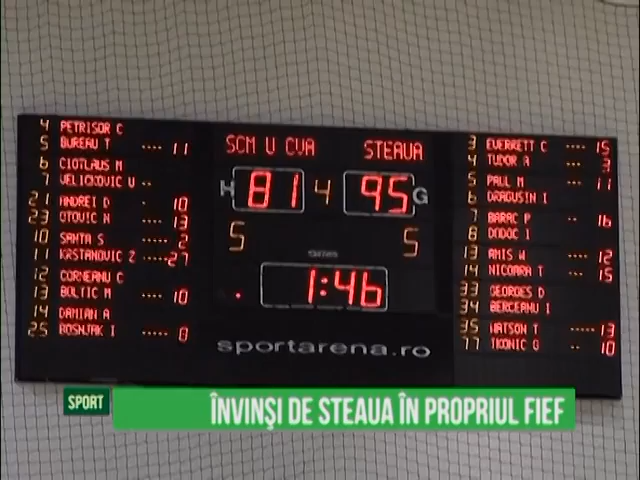 4 PETRISOR C
5 BUREAU T .... 11
6 CIOTLAUS M
7 VELICKOVIC U ..
21 ANDREI D . 10
23 OTOVIC N .... 13
10 SANTA S ..... 2
11 KRSTANOVIC Z ..... 27
12 CORNEANU C
13 BOLTIC M .... 10
14 DAMIAN A
25 BOSNJAK I ..... 0
SCM U CVA STEAUA
H 81 4 95 G
5 5
1:46
sportarena.ro
3 EVERRETT C .... 15
4 TUDOR A . 3
5 PAUL M .... 11
6 DRAGUSIN I
7 BARAC P .. 16
8 DODOC I
13 AMIS W .... 12
14 NICOARA T .. 15
33 GEORGES D
34 BERCEANU I
35 WATSON T ..... 13
77 TKONIC G .. 10
SPORT
ÎNVINŞI DE STEAUA ÎN PROPRIUL FIEF